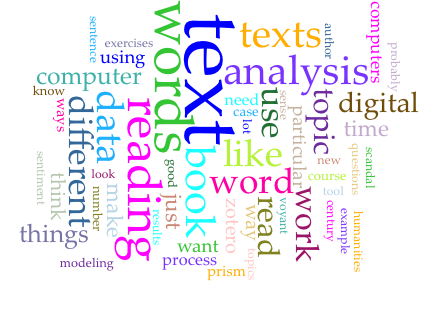 sentence
exercises
using
computer
know
ways
different
data
look
number
make
sentiment
think
things
modeling
words
reading
text
good
just
results
book
want
process
prism
texts
author
computers
probably
analysis
need
case
lot
use
sense
topic
digital
time
like
particular
new
questions
scandal
word
course
tool
zotero
way
read
topics
voyant
work
century
example
humanities